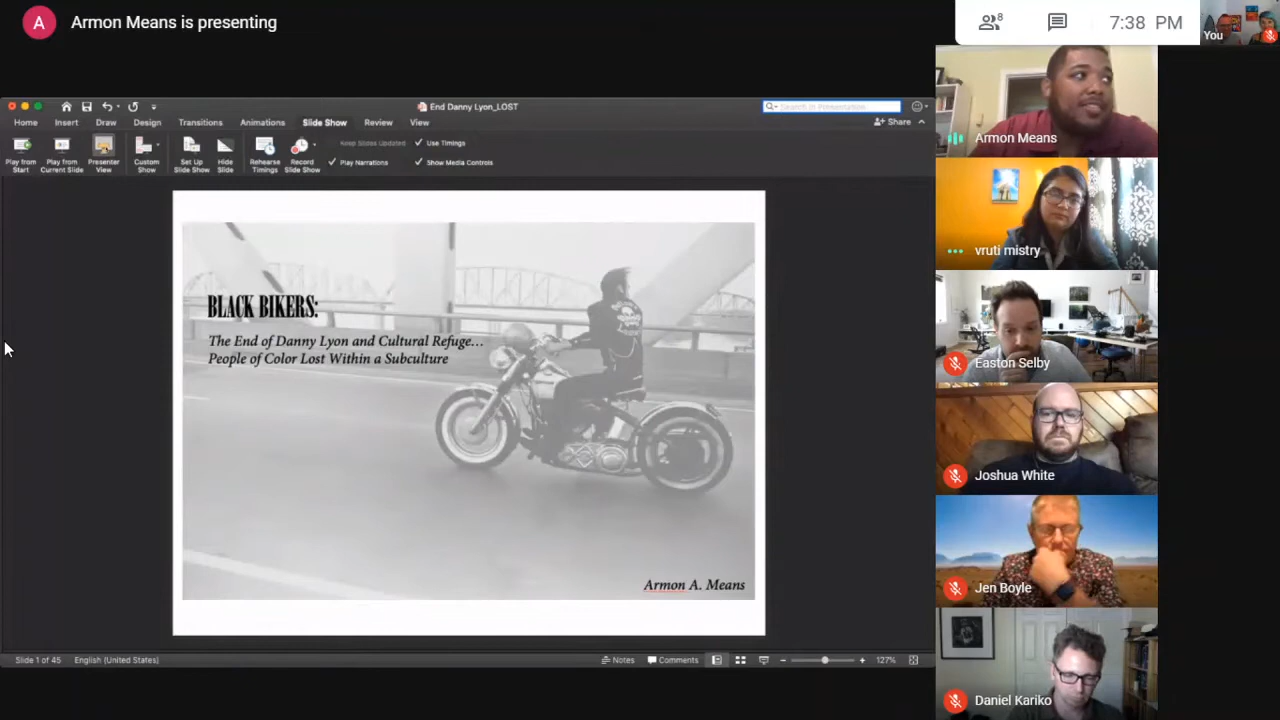 A Armon Means is presenting
8
7:38 PM
You
End Danny Lyon_LOST
Search in Presentation
Home Insert Draw Design Transitions Animations Slide Show Review View
Share
Play from Start
Play from Current Slide
Presenter View
Custom Show
Set Up Slide Show
Hide Slide
Rehearse Timings
Record Slide Show
Keep Slides Updated
Use Timings
Play Narrations
Show Media Controls
BLACK BIKERS:
The End of Danny Lyon and Cultural Refuge...
People of Color Lost Within a Subculture
Armon A. Means
Slide 1 of 45 English (United States)
Notes Comments 127%
Armon Means
vruti mistry
Easton Selby
Joshua White
Jen Boyle
Daniel Kariko